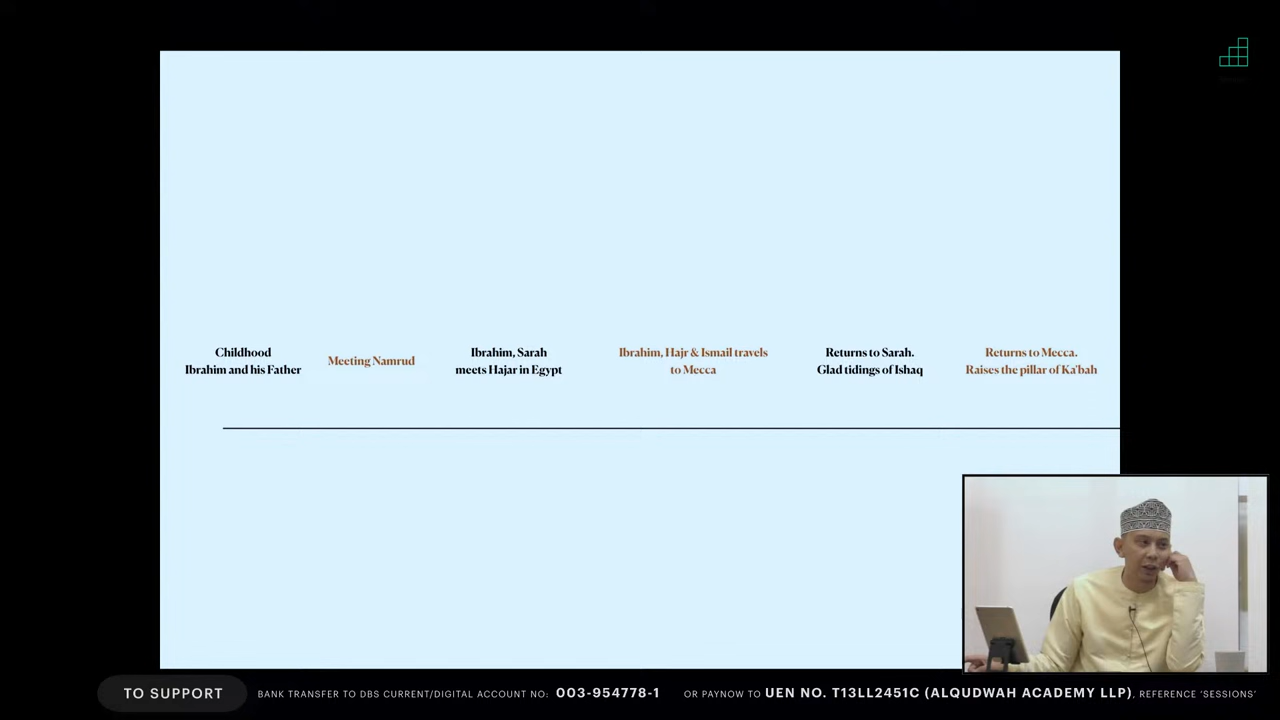 Childhood
Ibrahim and his Father
Meeting Namrud
Ibrahim, Sarah
meets Hajar in Egypt
Ibrahim, Hajr & Ismail travels
to Mecca
Returns to Sarah.
Glad tidings of Ishaq
Returns to Mecca.
Raises the pillar of Ka'bah
TO SUPPORT
BANK TRANSFER TO DBS CURRENT/DIGITAL ACCOUNT NO: 003-954778-1 OR PAYNOW TO UEN NO. T13LL2451C (ALQUDWAH ACADEMY LLP), REFERENCE 'SESSIONS'